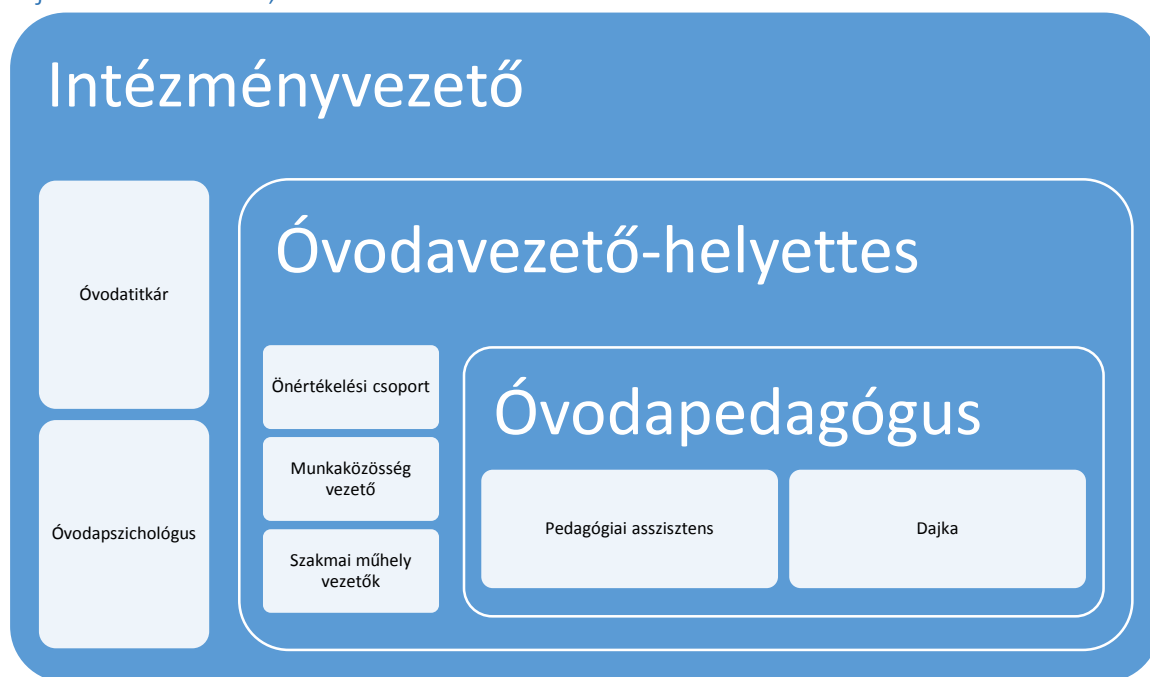 Intézményvezető
Óvodatitkár
Óvodapszichológus
Óvodavezető-helyettes
Önértékelési csoport
Munkaközösség
vezető
Szakmai műhely
vezetők
Óvodapedagógus
Pedagógiai asszisztens
Dajka